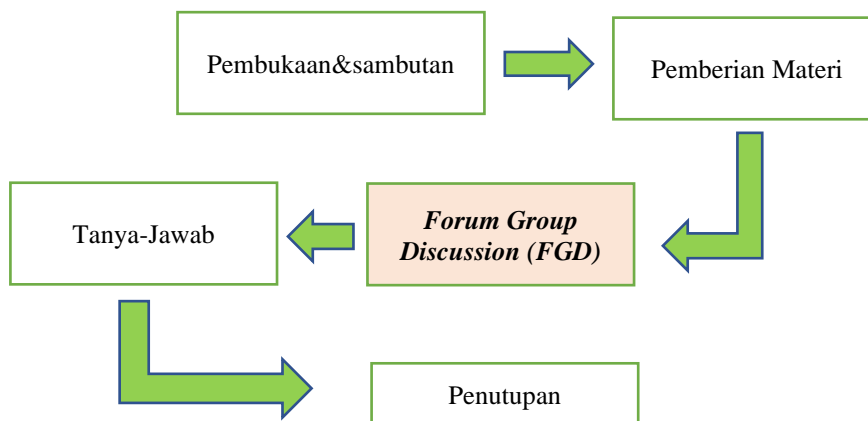 Pembukaan&sambutan
Pemberian Materi
Forum Group
Discussion (FGD)
Tanya-Jawab
Penutupan